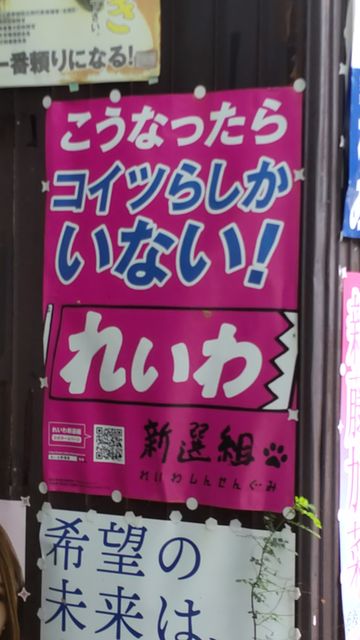 一番頼りになる!
こうなったら
コイツらしか
いない!
れいわ
れいわ新選組
新選組
れいわしんせんぐみ
希望の
未来は、